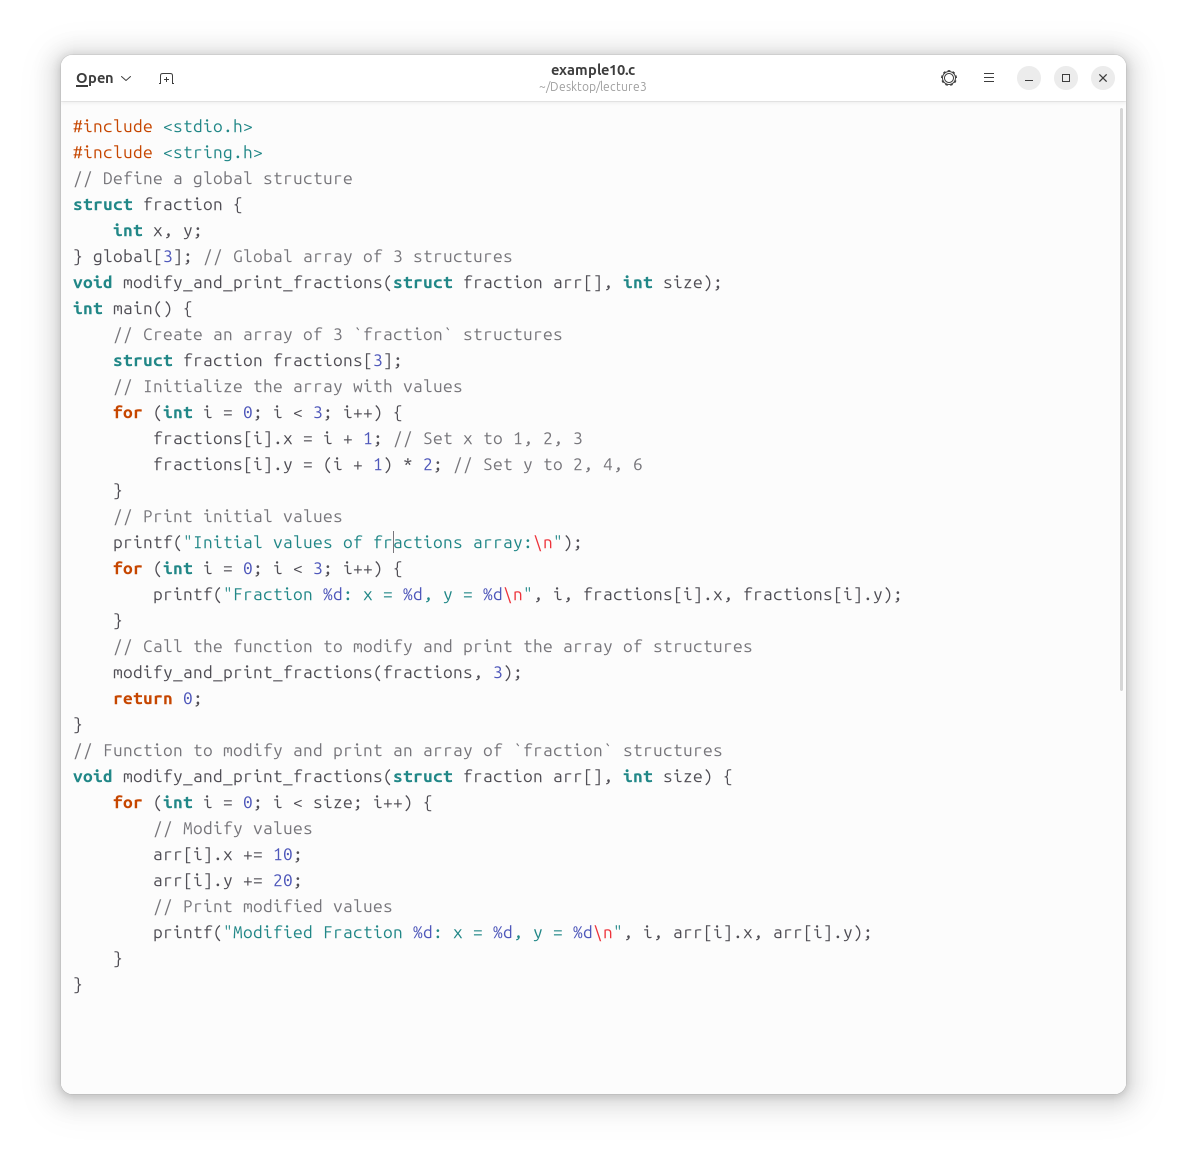 Open
example10.c
~/Desktop/lecture3
#include <stdio.h>
#include <string.h>
// Define a global structure
struct fraction {
    int x, y;
} global[3]; // Global array of 3 structures
void modify_and_print_fractions(struct fraction arr[], int size);
int main() {
    // Create an array of 3 `fraction` structures
    struct fraction fractions[3];
    // Initialize the array with values
    for (int i = 0; i < 3; i++) {
        fractions[i].x = i + 1; // Set x to 1, 2, 3
        fractions[i].y = (i + 1) * 2; // Set y to 2, 4, 6
    }
    // Print initial values
    printf("Initial values of fractions array:\n");
    for (int i = 0; i < 3; i++) {
        printf("Fraction %d: x = %d, y = %d\n", i, fractions[i].x, fractions[i].y);
    }
    // Call the function to modify and print the array of structures
    modify_and_print_fractions(fractions, 3);
    return 0;
}
// Function to modify and print an array of `fraction` structures
void modify_and_print_fractions(struct fraction arr[], int size) {
    for (int i = 0; i < size; i++) {
        // Modify values
        arr[i].x += 10;
        arr[i].y += 20;
        // Print modified values
        printf("Modified Fraction %d: x = %d, y = %d\n", i, arr[i].x, arr[i].y);
    }
}